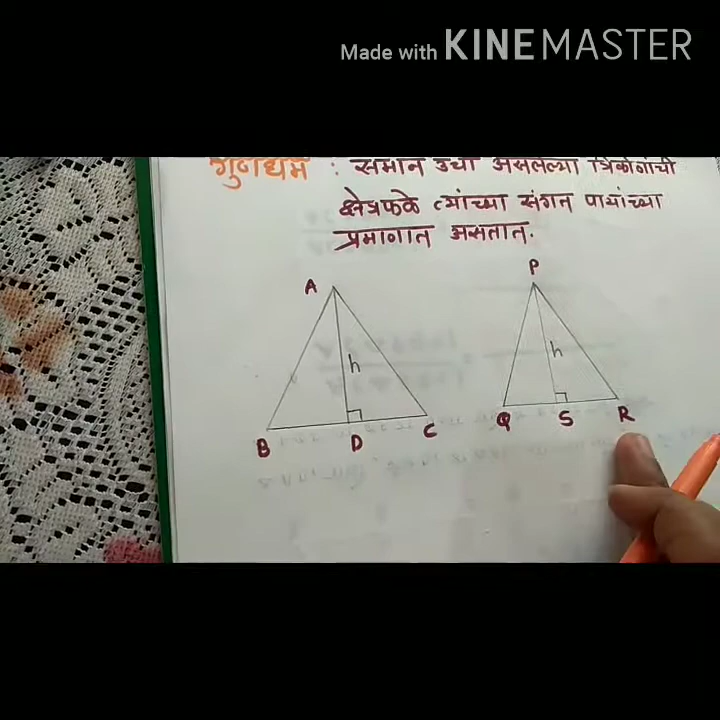 Made with KINEMASTER
गुणधर्म : समान उंची असलेल्या त्रिकोणांची
क्षेत्रफळे त्यांच्या संगत पायांच्या
प्रमाणात असतात.
A
P
h
h
B
D
C
Q
S
R